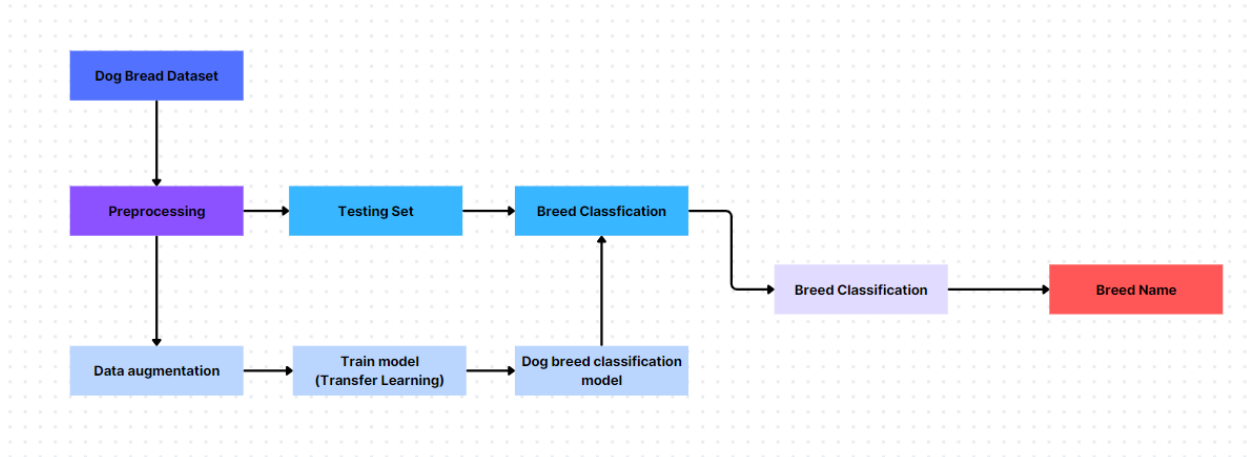 Dog Bread Dataset
Preprocessing
Testing Set
Breed Classfication
Breed Classification
Breed Name
Data augmentation
Train model
(Transfer Learning)
Dog breed classification
model